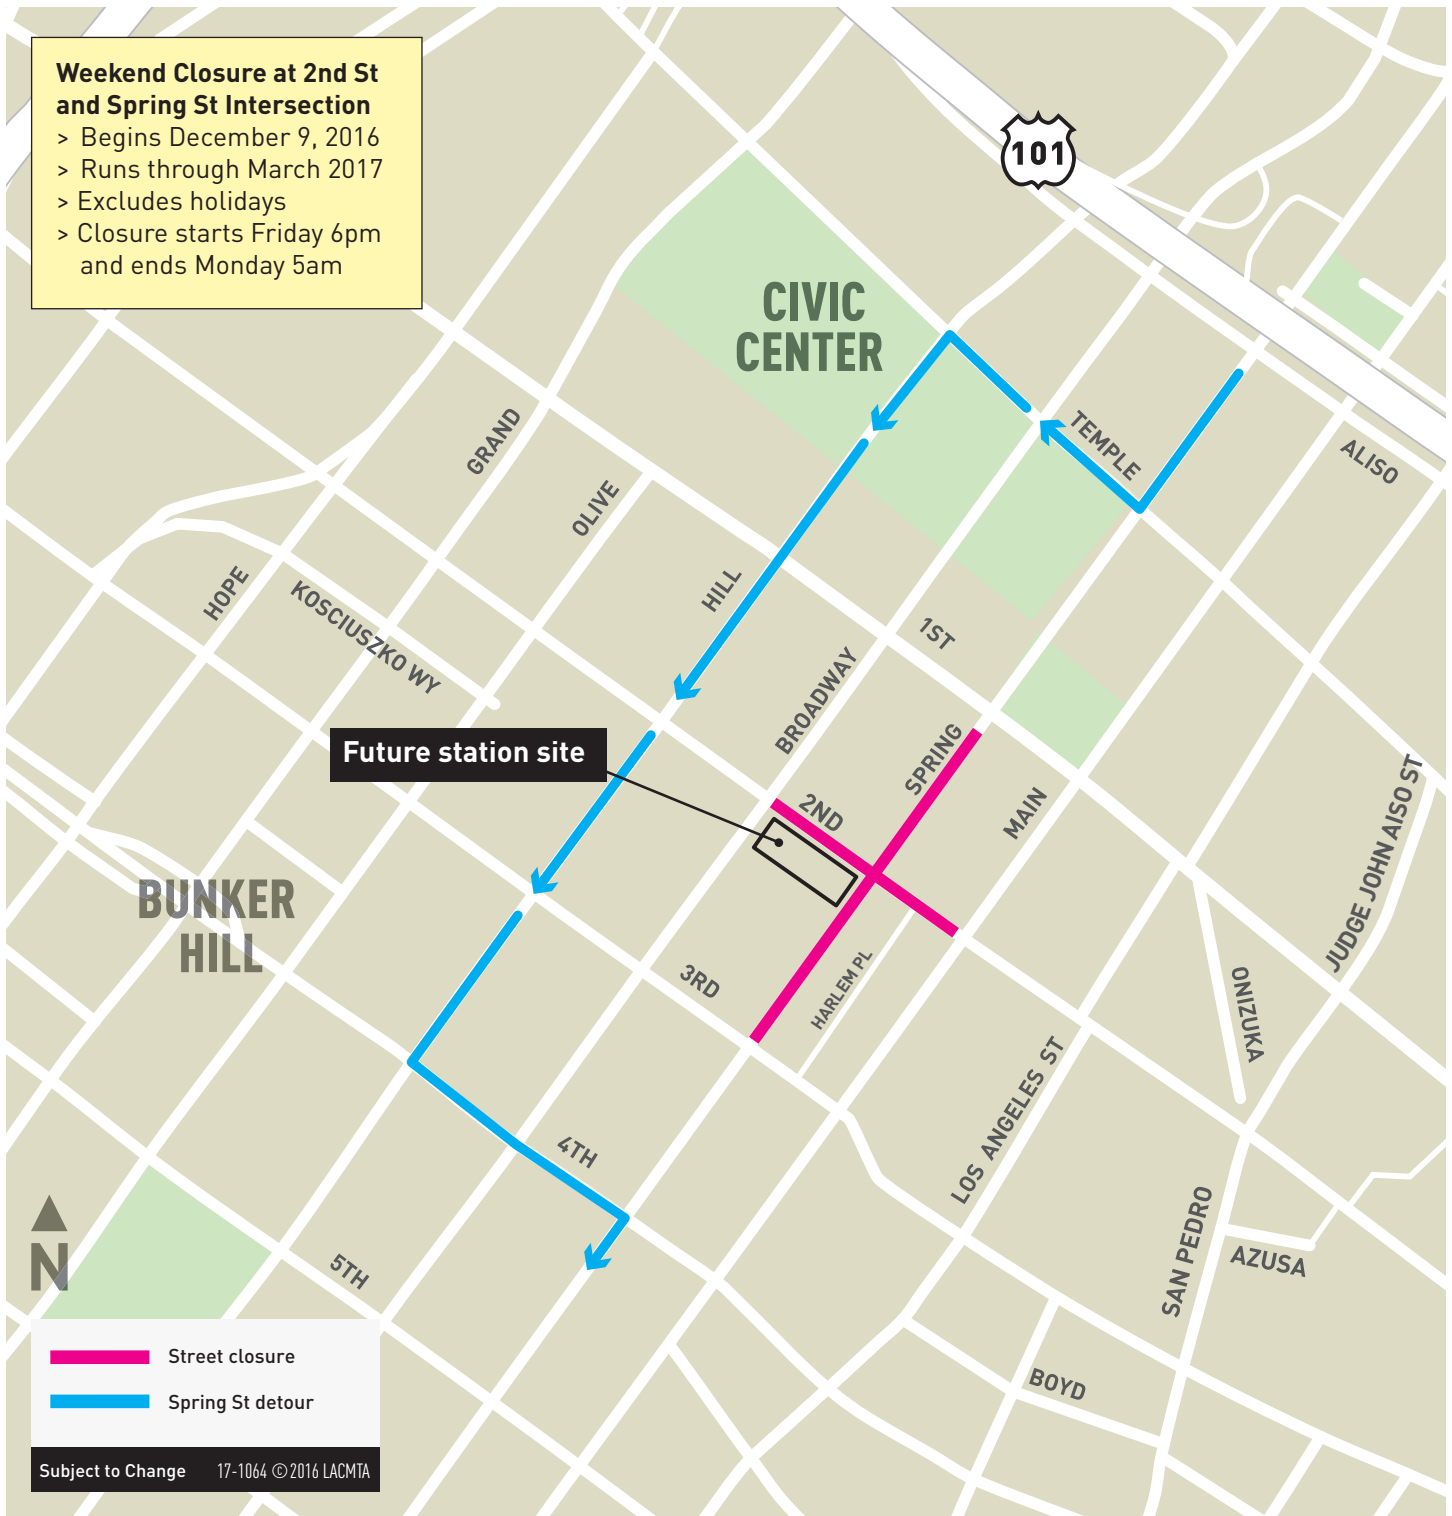 Weekend Closure at 2nd St
and Spring St Intersection
> Begins December 9, 2016
> Runs through March 2017
> Excludes holidays
> Closure starts Friday 6pm
and ends Monday 5am
101
CIVIC
CENTER
TEMPLE
ALISO
GRAND
OLIVE
HILL
HOPE
KOSCIUSZKO WY
1ST
BROADWAY
SPRING
Future station site
2ND
MAIN
JUDGE JOHN AISO ST
BUNKER
HILL
3RD
HARLEM PL
ONIZUKA
LOS ANGELES ST
4TH
SAN PEDRO
AZUSA
N
5TH
BOYD
Street closure
Spring St detour
Subject to Change 17-1064 ©2016 LACMTA